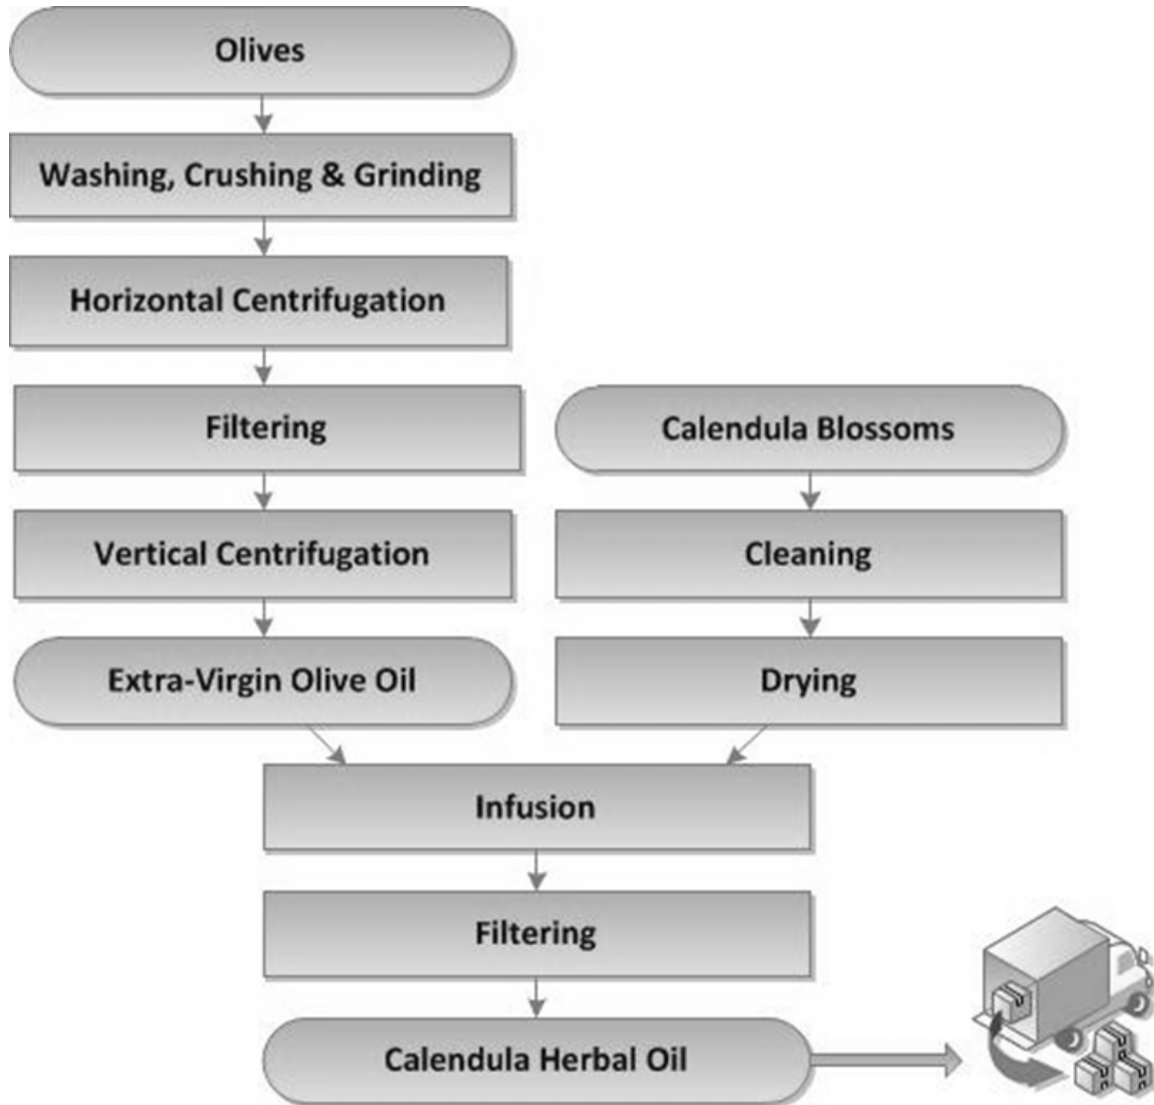 Olives
Washing, Crushing & Grinding
Horizontal Centrifugation
Filtering
Calendula Blossoms
Vertical Centrifugation
Cleaning
Extra-Virgin Olive Oil
Drying
Infusion
Filtering
Calendula Herbal Oil